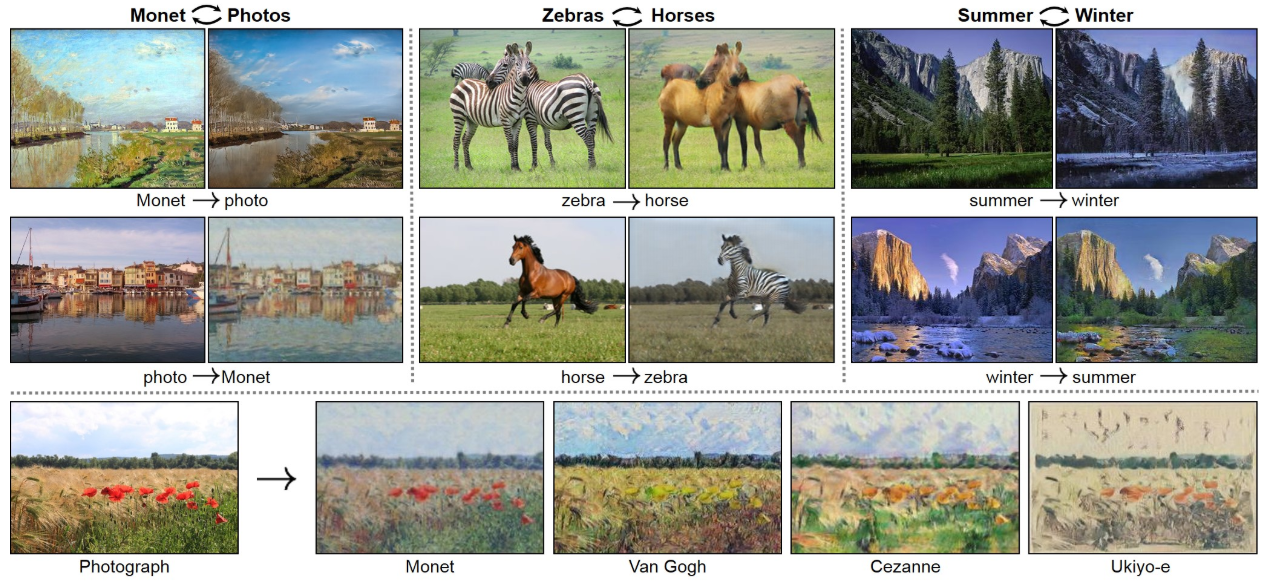 Monet ⇄ Photos
Zebras ⇄ Horses
Summer ⇄ Winter
Monet → photo
zebra → horse
summer → winter
photo → Monet
horse → zebra
winter → summer
Photograph
Monet
Van Gogh
Cezanne
Ukiyo-e